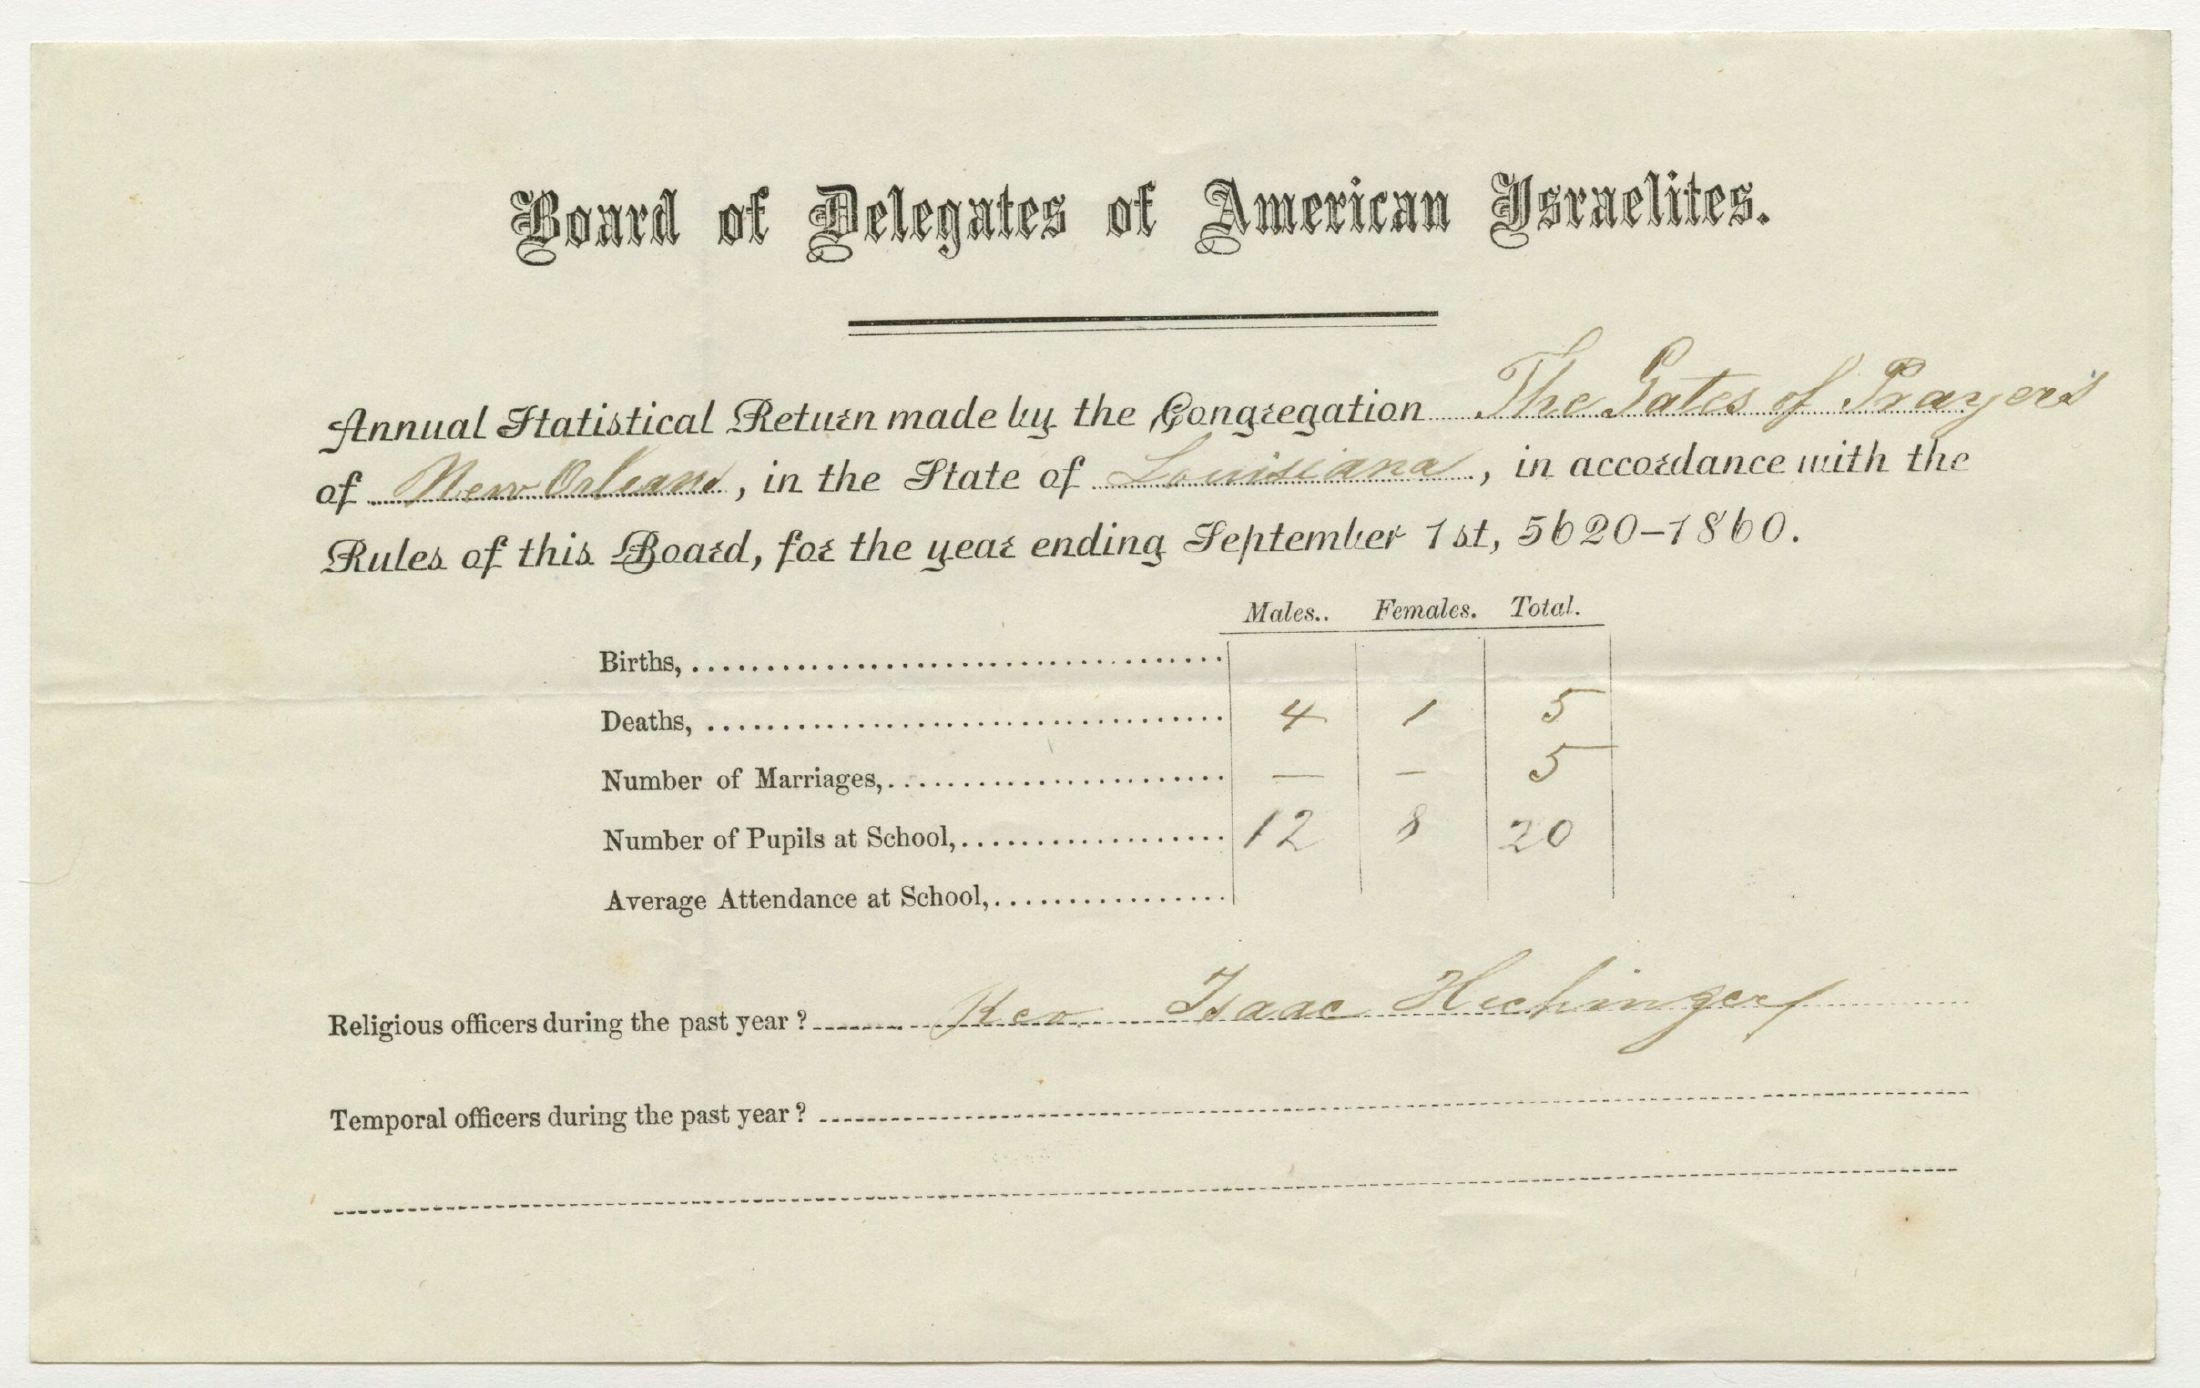 Board of Delegates of American Israelites.
Annual Statistical Return made by the Congregation The Gates of Prayers
of New Orleans, in the State of Louisiana, in accordance with the
Rules of this Board, for the year ending September 1st, 5620–1860.
Males.. Females. Total.
Births,
Deaths, 4 1 5
Number of Marriages, — — 5
Number of Pupils at School, 12 8 20
Average Attendance at School,
Religious officers during the past year? Rev Isaac Hechinger
Temporal officers during the past year?